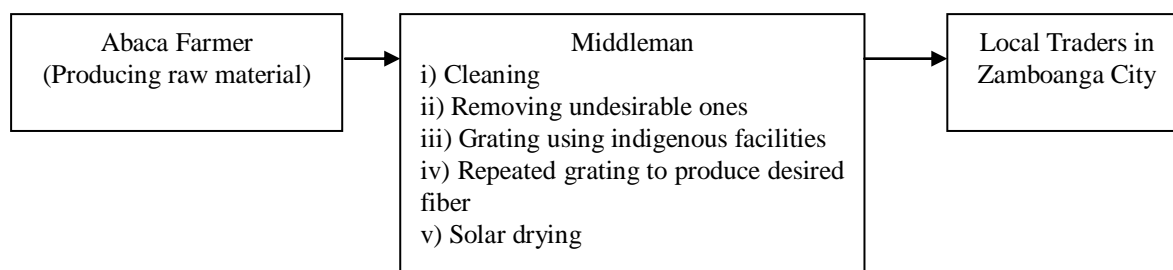 Abaca Farmer
(Producing raw material)
Middleman
i) Cleaning
ii) Removing undesirable ones
iii) Grating using indigenous facilities
iv) Repeated grating to produce desired
fiber
v) Solar drying
Local Traders in
Zamboanga City